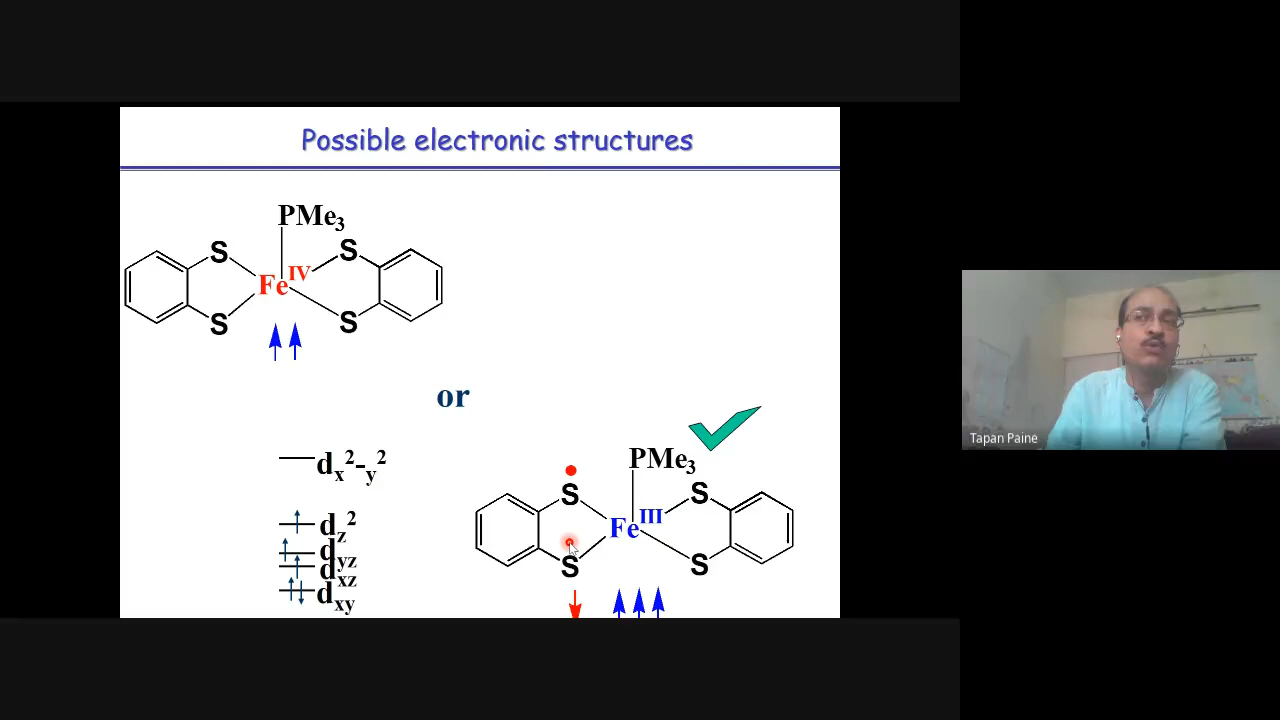 Possible electronic structures
PMe3
S
S
Fe IV
S
S
or
dx2-y2
dz2
dyz
dxz
dxy
PMe3
S
S
Fe III
S
S
Tapan Paine